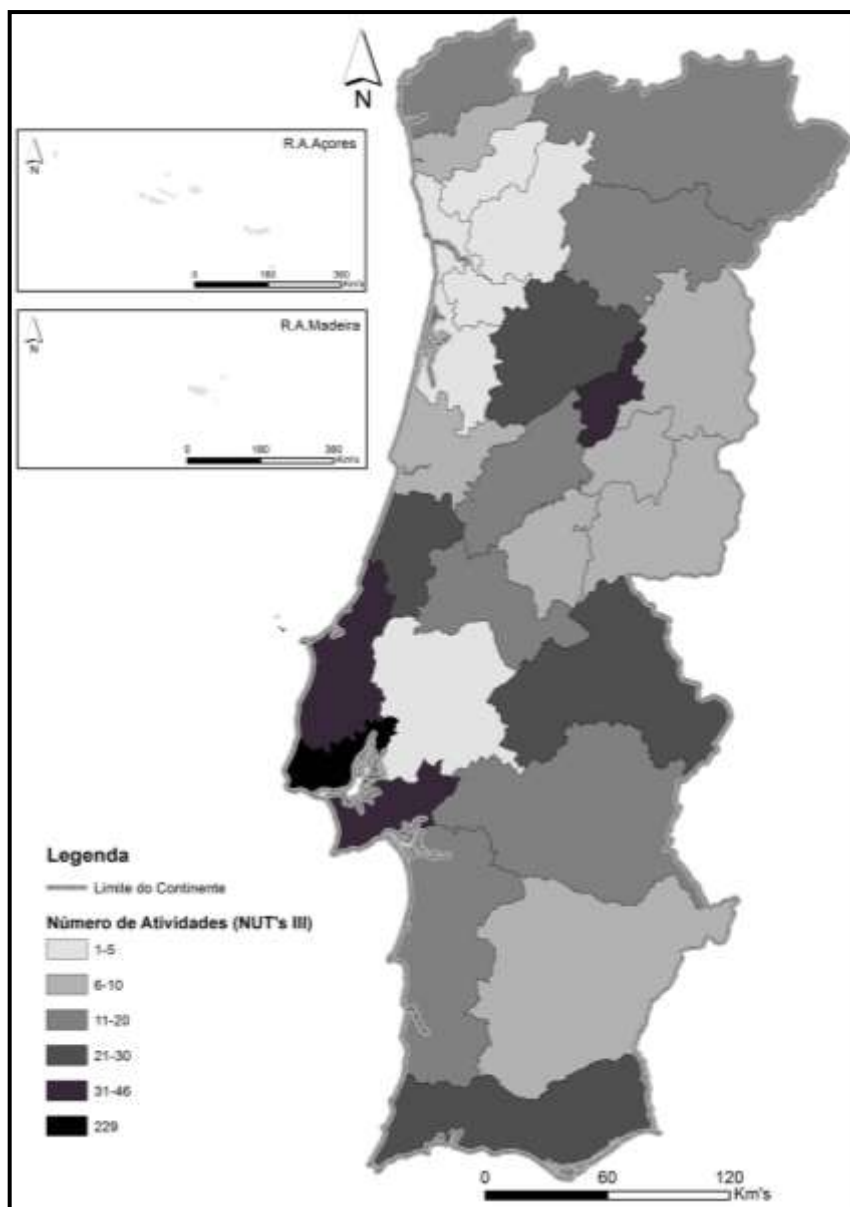 N
R.A.Açores
N
0 180 360
Km's
R.A.Madeira
N
0 180 360
Km's
Legenda
Limite do Continente
Número de Atividades (NUT's III)
1-5
6-10
11-20
21-30
31-46
229
0 60 120
Km's